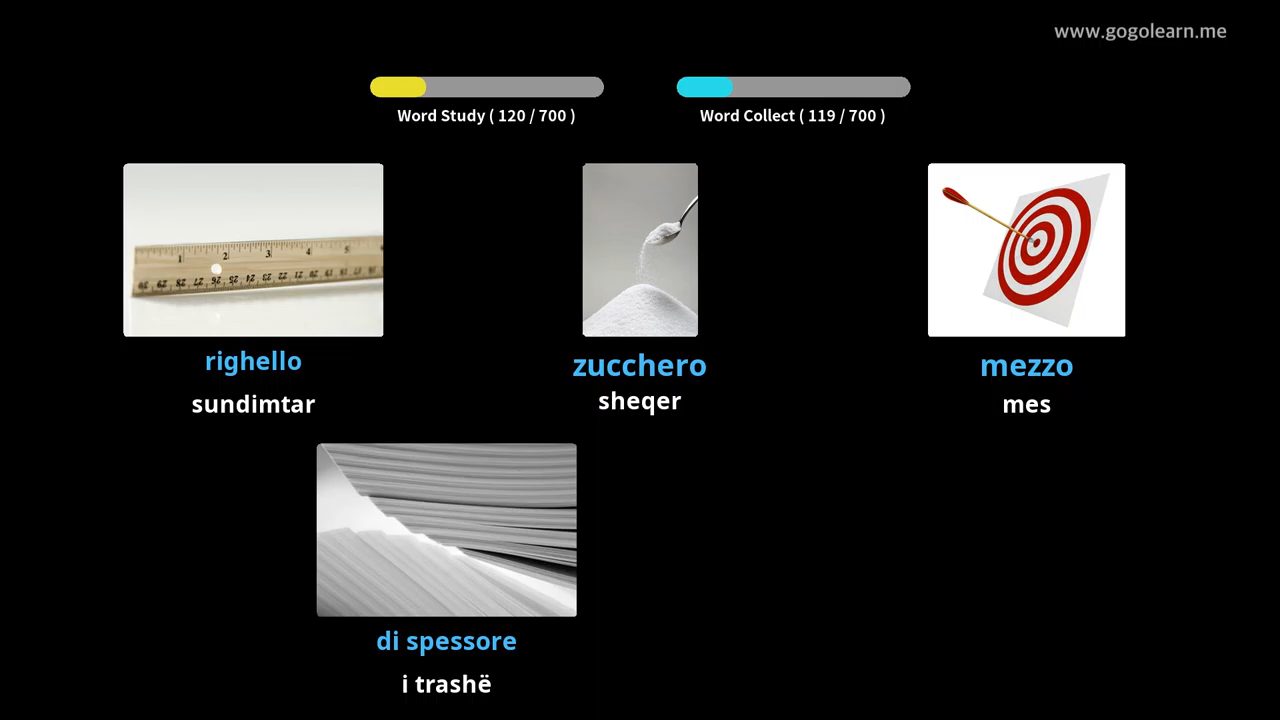 www.gogolearn.me
Word Study ( 120 / 700 )
Word Collect ( 119 / 700 )
righello
sundimtar
zucchero
sheqer
mezzo
mes
di spessore
i trashë